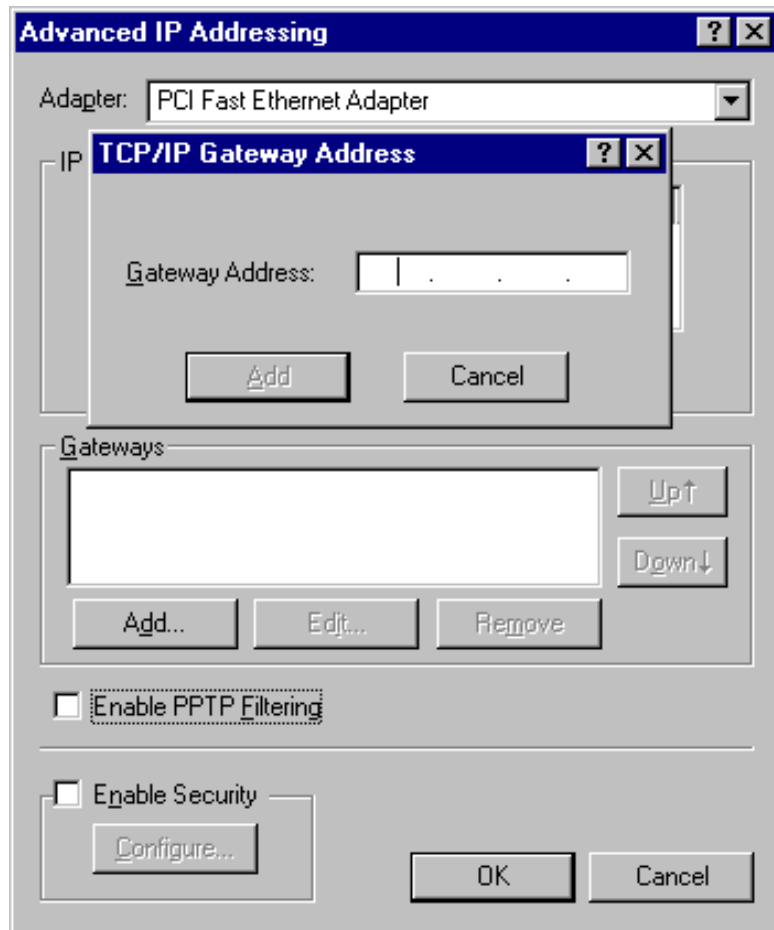 Advanced IP Addressing
Adapter: PCI Fast Ethernet Adapter
IP
TCP/IP Gateway Address
Gateway Address: . . .
Add Cancel
Gateways
Up↑
Down↓
Add... Edit... Remove
Enable PPTP Filtering
Enable Security
Configure...
OK Cancel